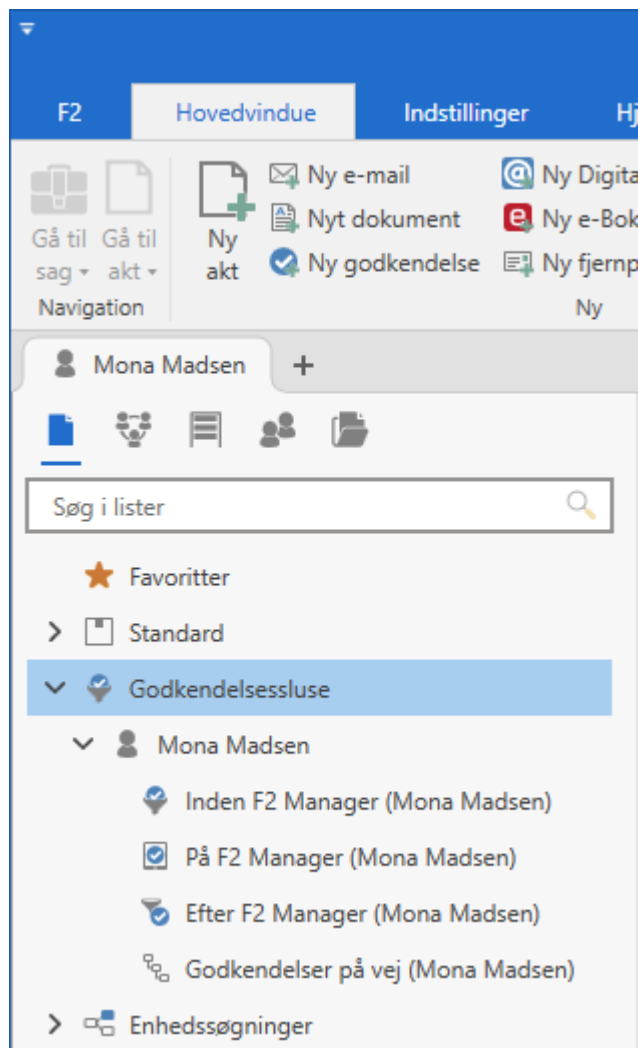 F2 Hovedvindue Indstillinger Hj
Gå til sag
Gå til akt
Ny akt
Ny e-mail
Nyt dokument
Ny godkendelse
Ny Digita
Ny e-Bok
Ny fjernp
Navigation
Ny
Mona Madsen +
Søg i lister
Favoritter
Standard
Godkendelsessluse
Mona Madsen
Inden F2 Manager (Mona Madsen)
På F2 Manager (Mona Madsen)
Efter F2 Manager (Mona Madsen)
Godkendelser på vej (Mona Madsen)
Enhedssøgninger